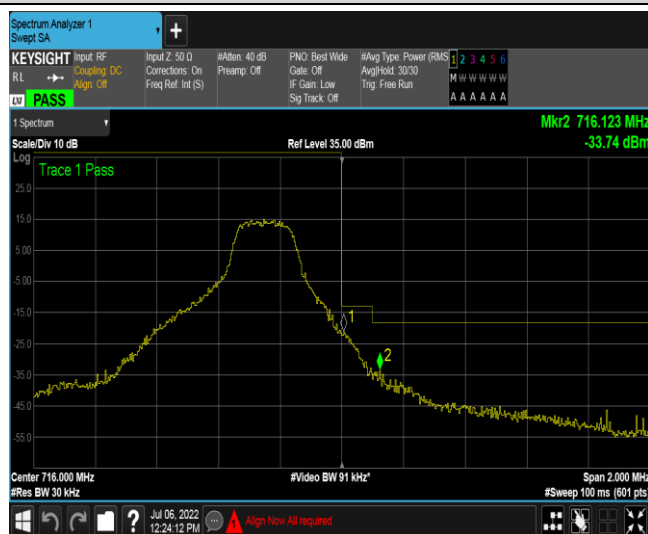 Spectrum Analyzer 1
Swept SA
+
KEYSIGHT
RL
LXI PASS
Input: RF
Coupling: DC
Align: Off
Input Z: 50 Ω
Corrections: On
Freq Ref: Int (S)
#Atten: 40 dB
Preamp: Off
PNO: Best Wide
Gate: Off
IF Gain: Low
Sig Track: Off
#Avg Type: Power (RMS
Avg|Hold: 30/30
Trig: Free Run
1 2 3 4 5 6
M W W W W W
A A A A A A
1 Spectrum
Mkr2 716.123 MHz
Scale/Div 10 dB
Ref Level 35.00 dBm
-33.74 dBm
Log
Trace 1 Pass
25.0
15.0
5.00
-5.00
-15.0
-25.0
-35.0
-45.0
-55.0
1
2
Center 716.000 MHz
#Video BW 91 kHz*
Span 2.000 MHz
#Res BW 30 kHz
#Sweep 100 ms (601 pts)
?
Jul 06, 2022
12:24:12 PM
Align Now All required